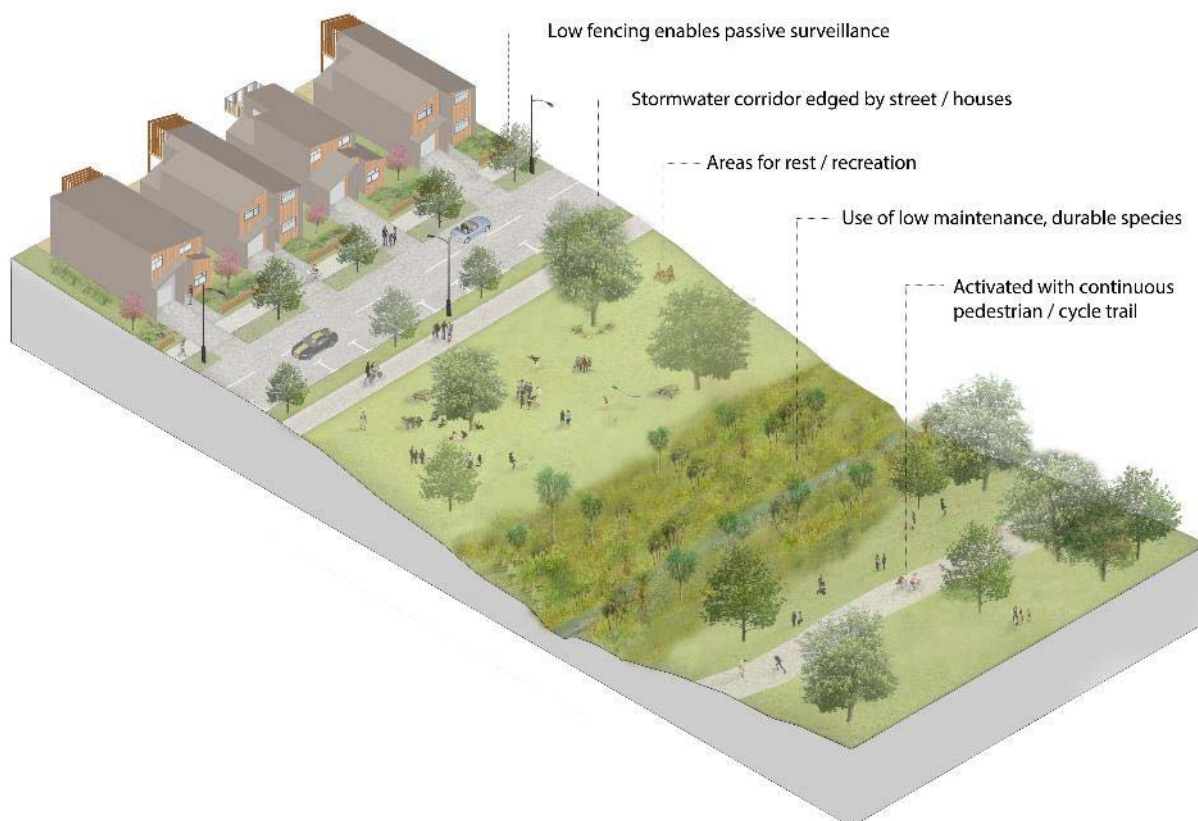 Low fencing enables passive surveillance
Stormwater corridor edged by street / houses
Areas for rest / recreation
Use of low maintenance, durable species
Activated with continuous
pedestrian / cycle trail